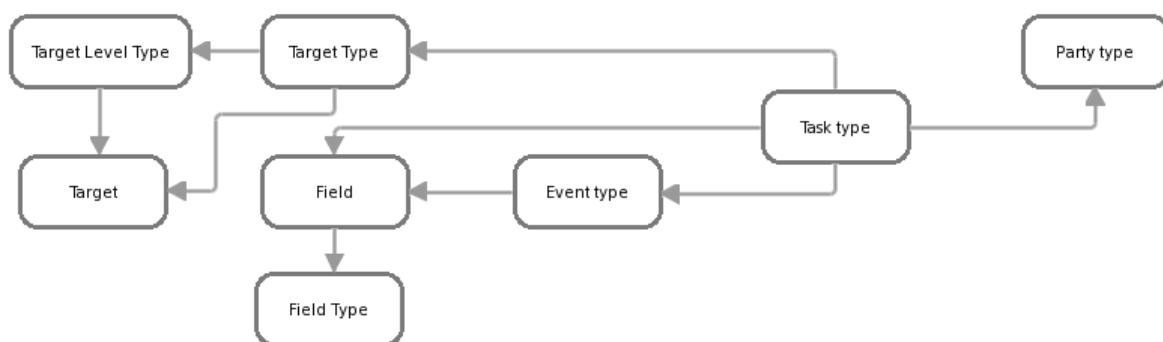 Target Level Type
Target Type
Party type
Task type
Target
Field
Event type
Field Type